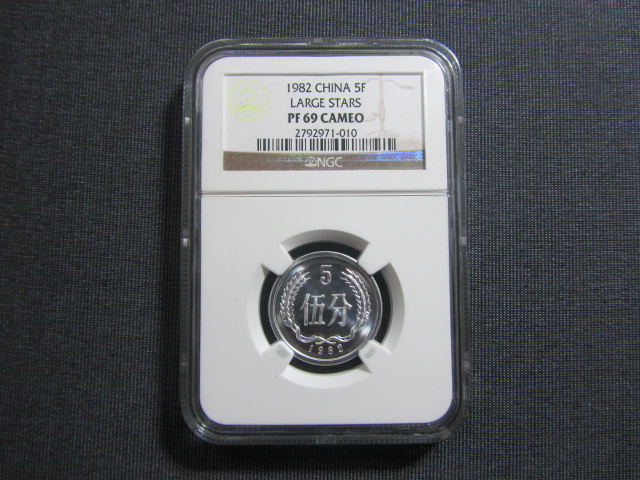 1982 CHINA 5F
LARGE STARS
PF 69 CAMEO
2792971-010
NGC
5
伍分
1982